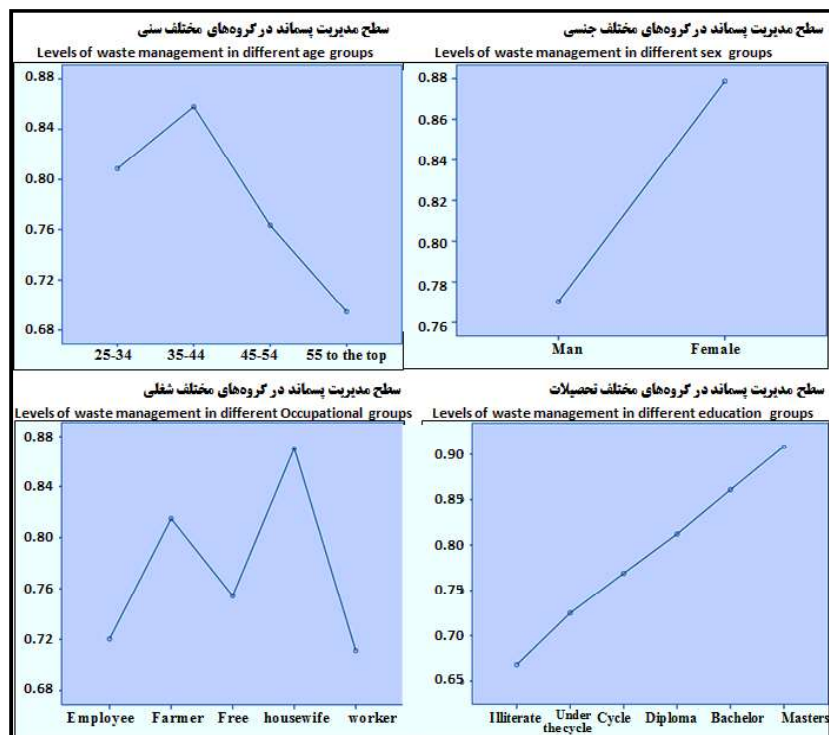 سطح مدیریت پسماند در گروه‌های مختلف سنی
Levels of waste management in different age groups
0.88
0.84
0.80
0.76
0.72
0.68
25-34 35-44 45-54 55 to the top
سطح مدیریت پسماند در گروه‌های مختلف جنسی
Levels of waste management in different sex groups
0.88
0.86
0.84
0.82
0.80
0.76
Man Female
سطح مدیریت پسماند در گروه‌های مختلف شغلی
Levels of waste management in different Occupational groups
0.88
0.84
0.80
0.76
0.72
0.68
Employee Farmer Free housewife worker
سطح مدیریت پسماند در گروه‌های مختلف تحصیلات
Levels of waste management in different education groups
0.90
0.85
0.80
0.75
0.70
0.65
Illiterate Under the cycle Cycle Diploma Bachelor Masters